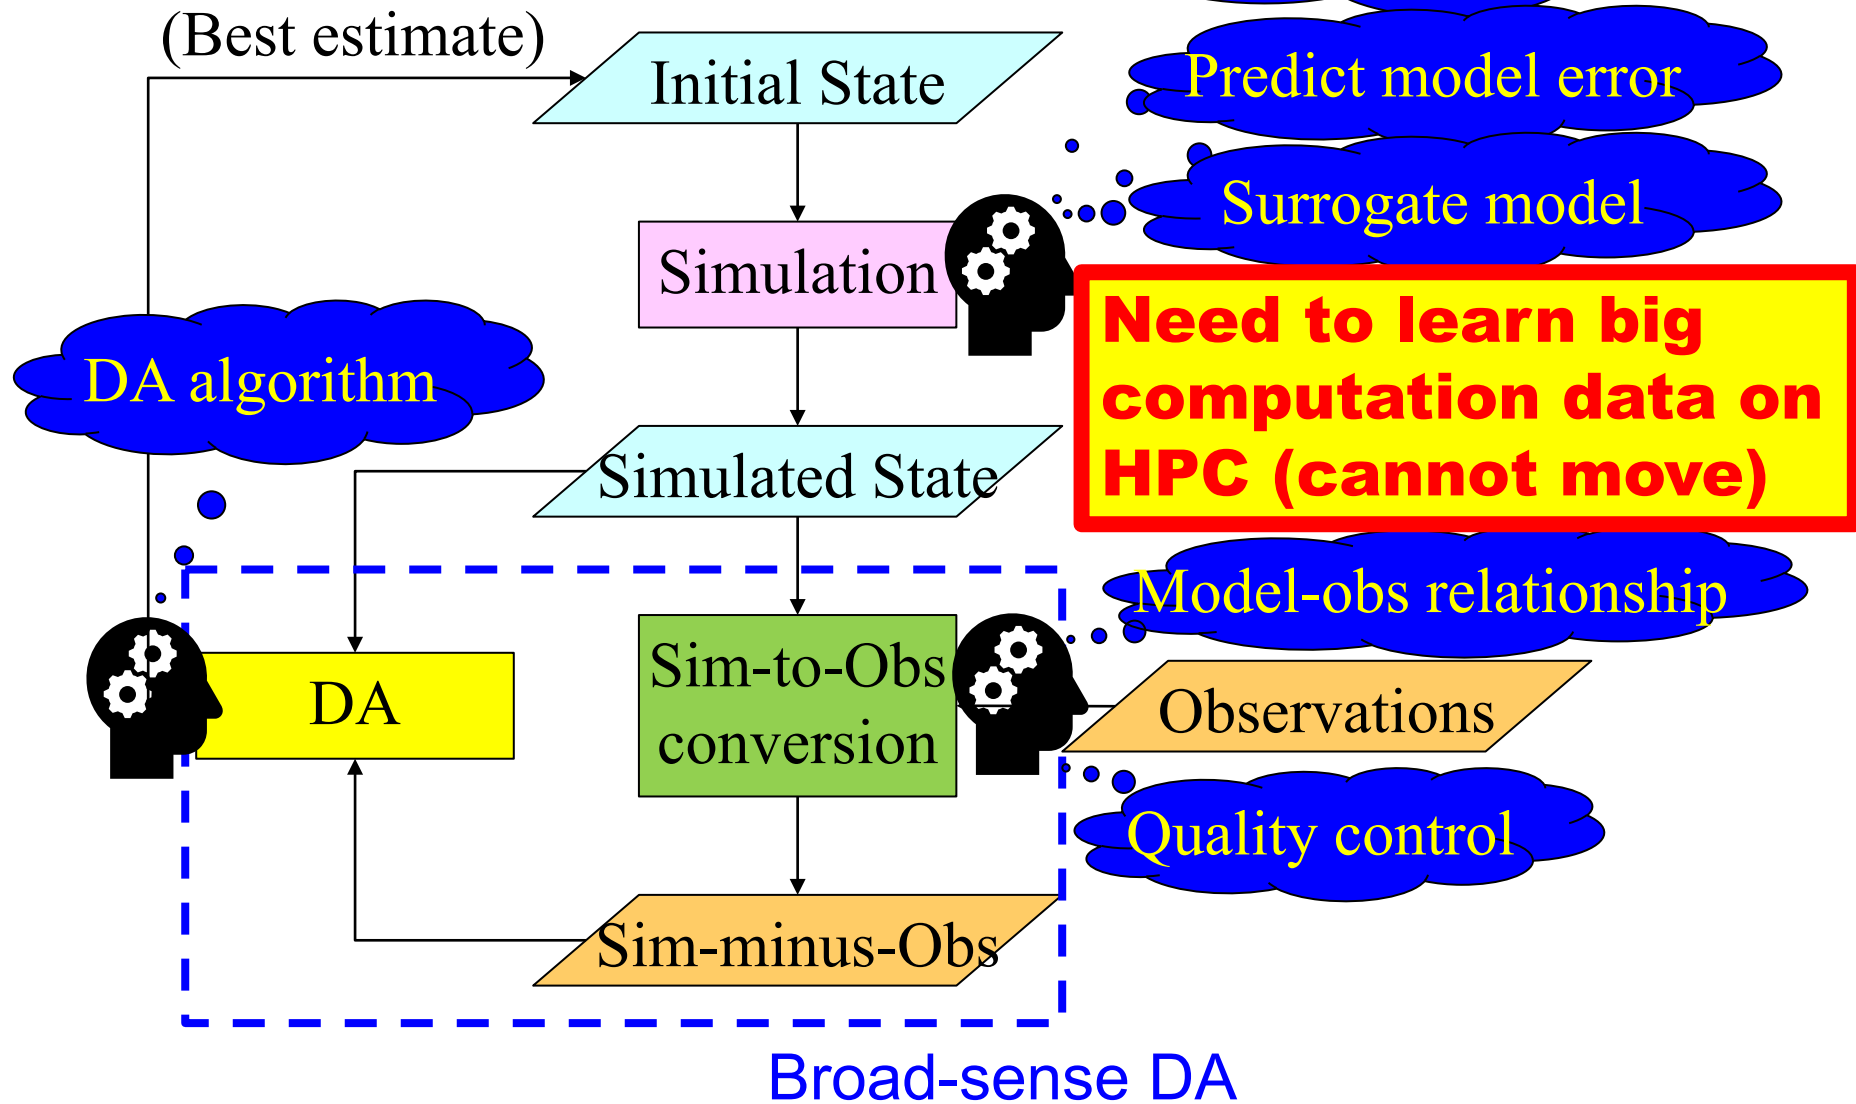 (Best estimate)
Initial State
Predict model error
Surrogate model
Simulation
Need to learn big
computation data on
HPC (cannot move)
DA algorithm
Simulated State
Model-obs relationship
Sim-to-Obs
conversion
DA
Observations
Quality control
Sim-minus-Obs
Broad-sense DA